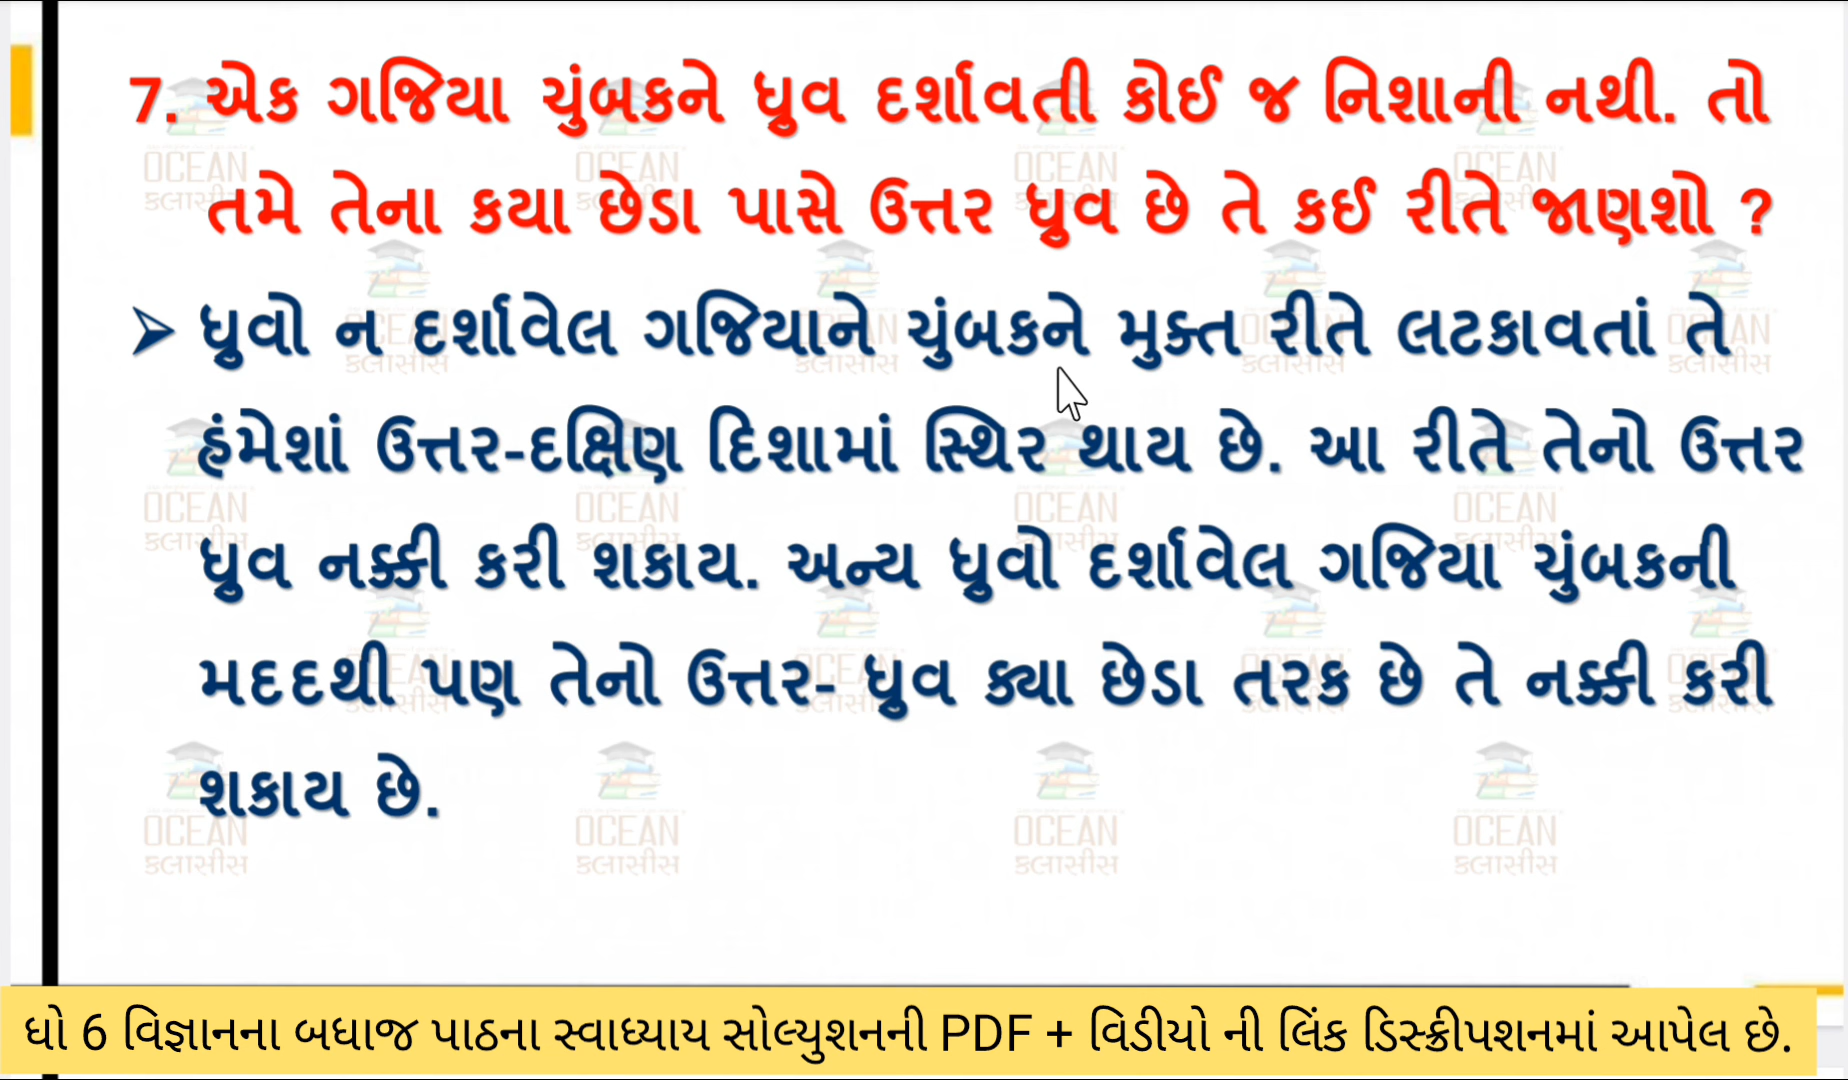 7. એક ગજિયા ચુંબકને ધ્રુવ દર્શાવતી કોઈ જ નિશાની નથી. તો
તમે તેના કયા છેડા પાસે ઉત્તર ધ્રુવ છે તે કઈ રીતે જાણશો ?
➢ ધ્રુવો ન દર્શાવેલ ગજિયાને ચુંબકને મુક્ત રીતે લટકાવતાં તે
હંમેશાં ઉત્તર-દક્ષિણ દિશામાં સ્થિર થાય છે. આ રીતે તેનો ઉત્તર
ધ્રુવ નક્કી કરી શકાય. અન્ય ધ્રુવો દર્શાવેલ ગજિયા ચુંબકની
મદદથી પણ તેનો ઉત્તર- ધ્રુવ ક્યા છેડા તરફ છે તે નક્કી કરી
શકાય છે.
OCEAN
ક્લાસીસ
ધો 6 વિજ્ઞાનના બધાજ પાઠના સ્વાધ્યાય સોલ્યુશનની PDF + વિડીયો ની લિંક ડિસ્ક્રીપશનમાં આપેલ છે.